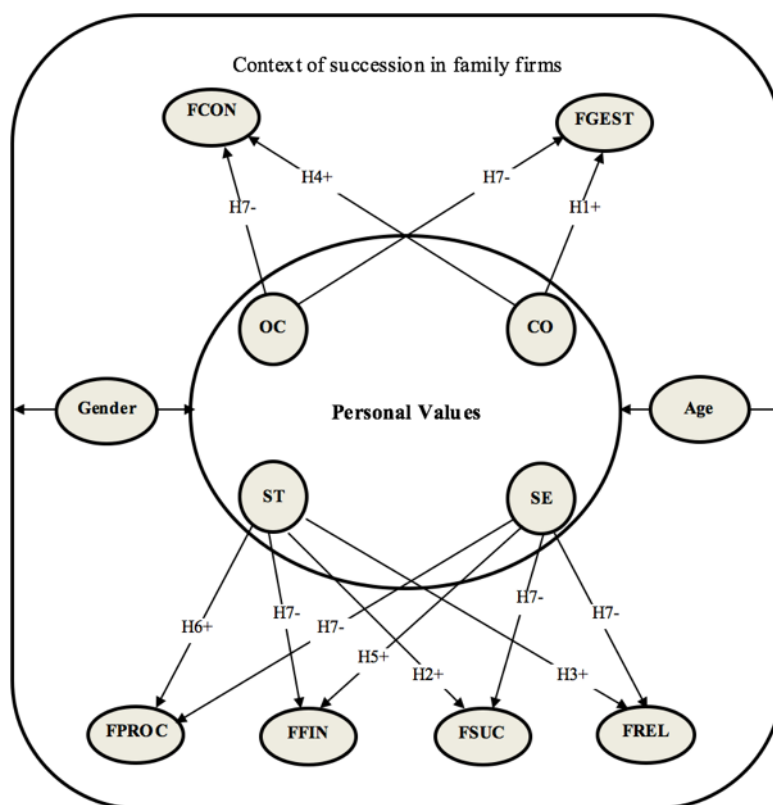 Context of succession in family firms
FCON
FGEST
H4+
H7-
H7-
H1+
OC
CO
Gender
Personal Values
Age
ST
SE
H7-
H7-
H7-
H6+
H7-
H5+
H2+
H3+
FPROC
FFIN
FSUC
FREL